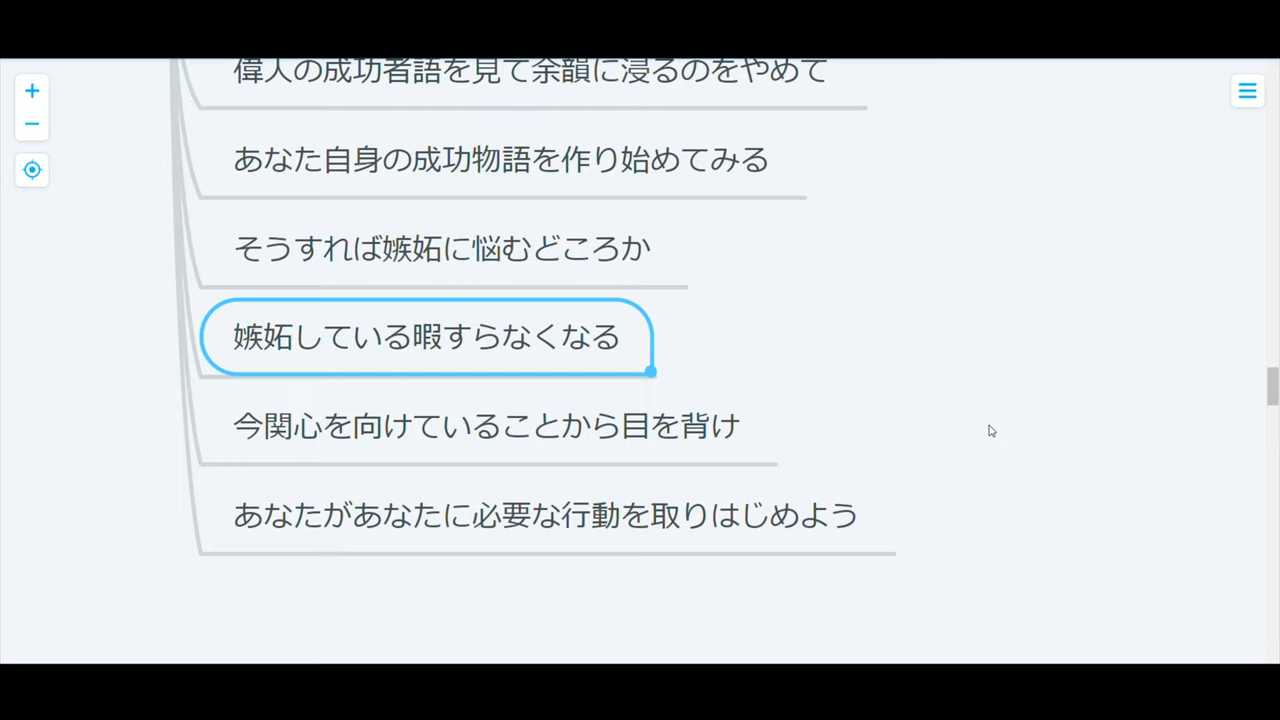 偉人の成功者語を見て余韻に浸るのをやめて
あなた自身の成功物語を作り始めてみる
そうすれば嫉妬に悩むどころか
嫉妬している暇すらなくなる
今関心を向けていることから目を背け
あなたがあなたに必要な行動を取りはじめよう